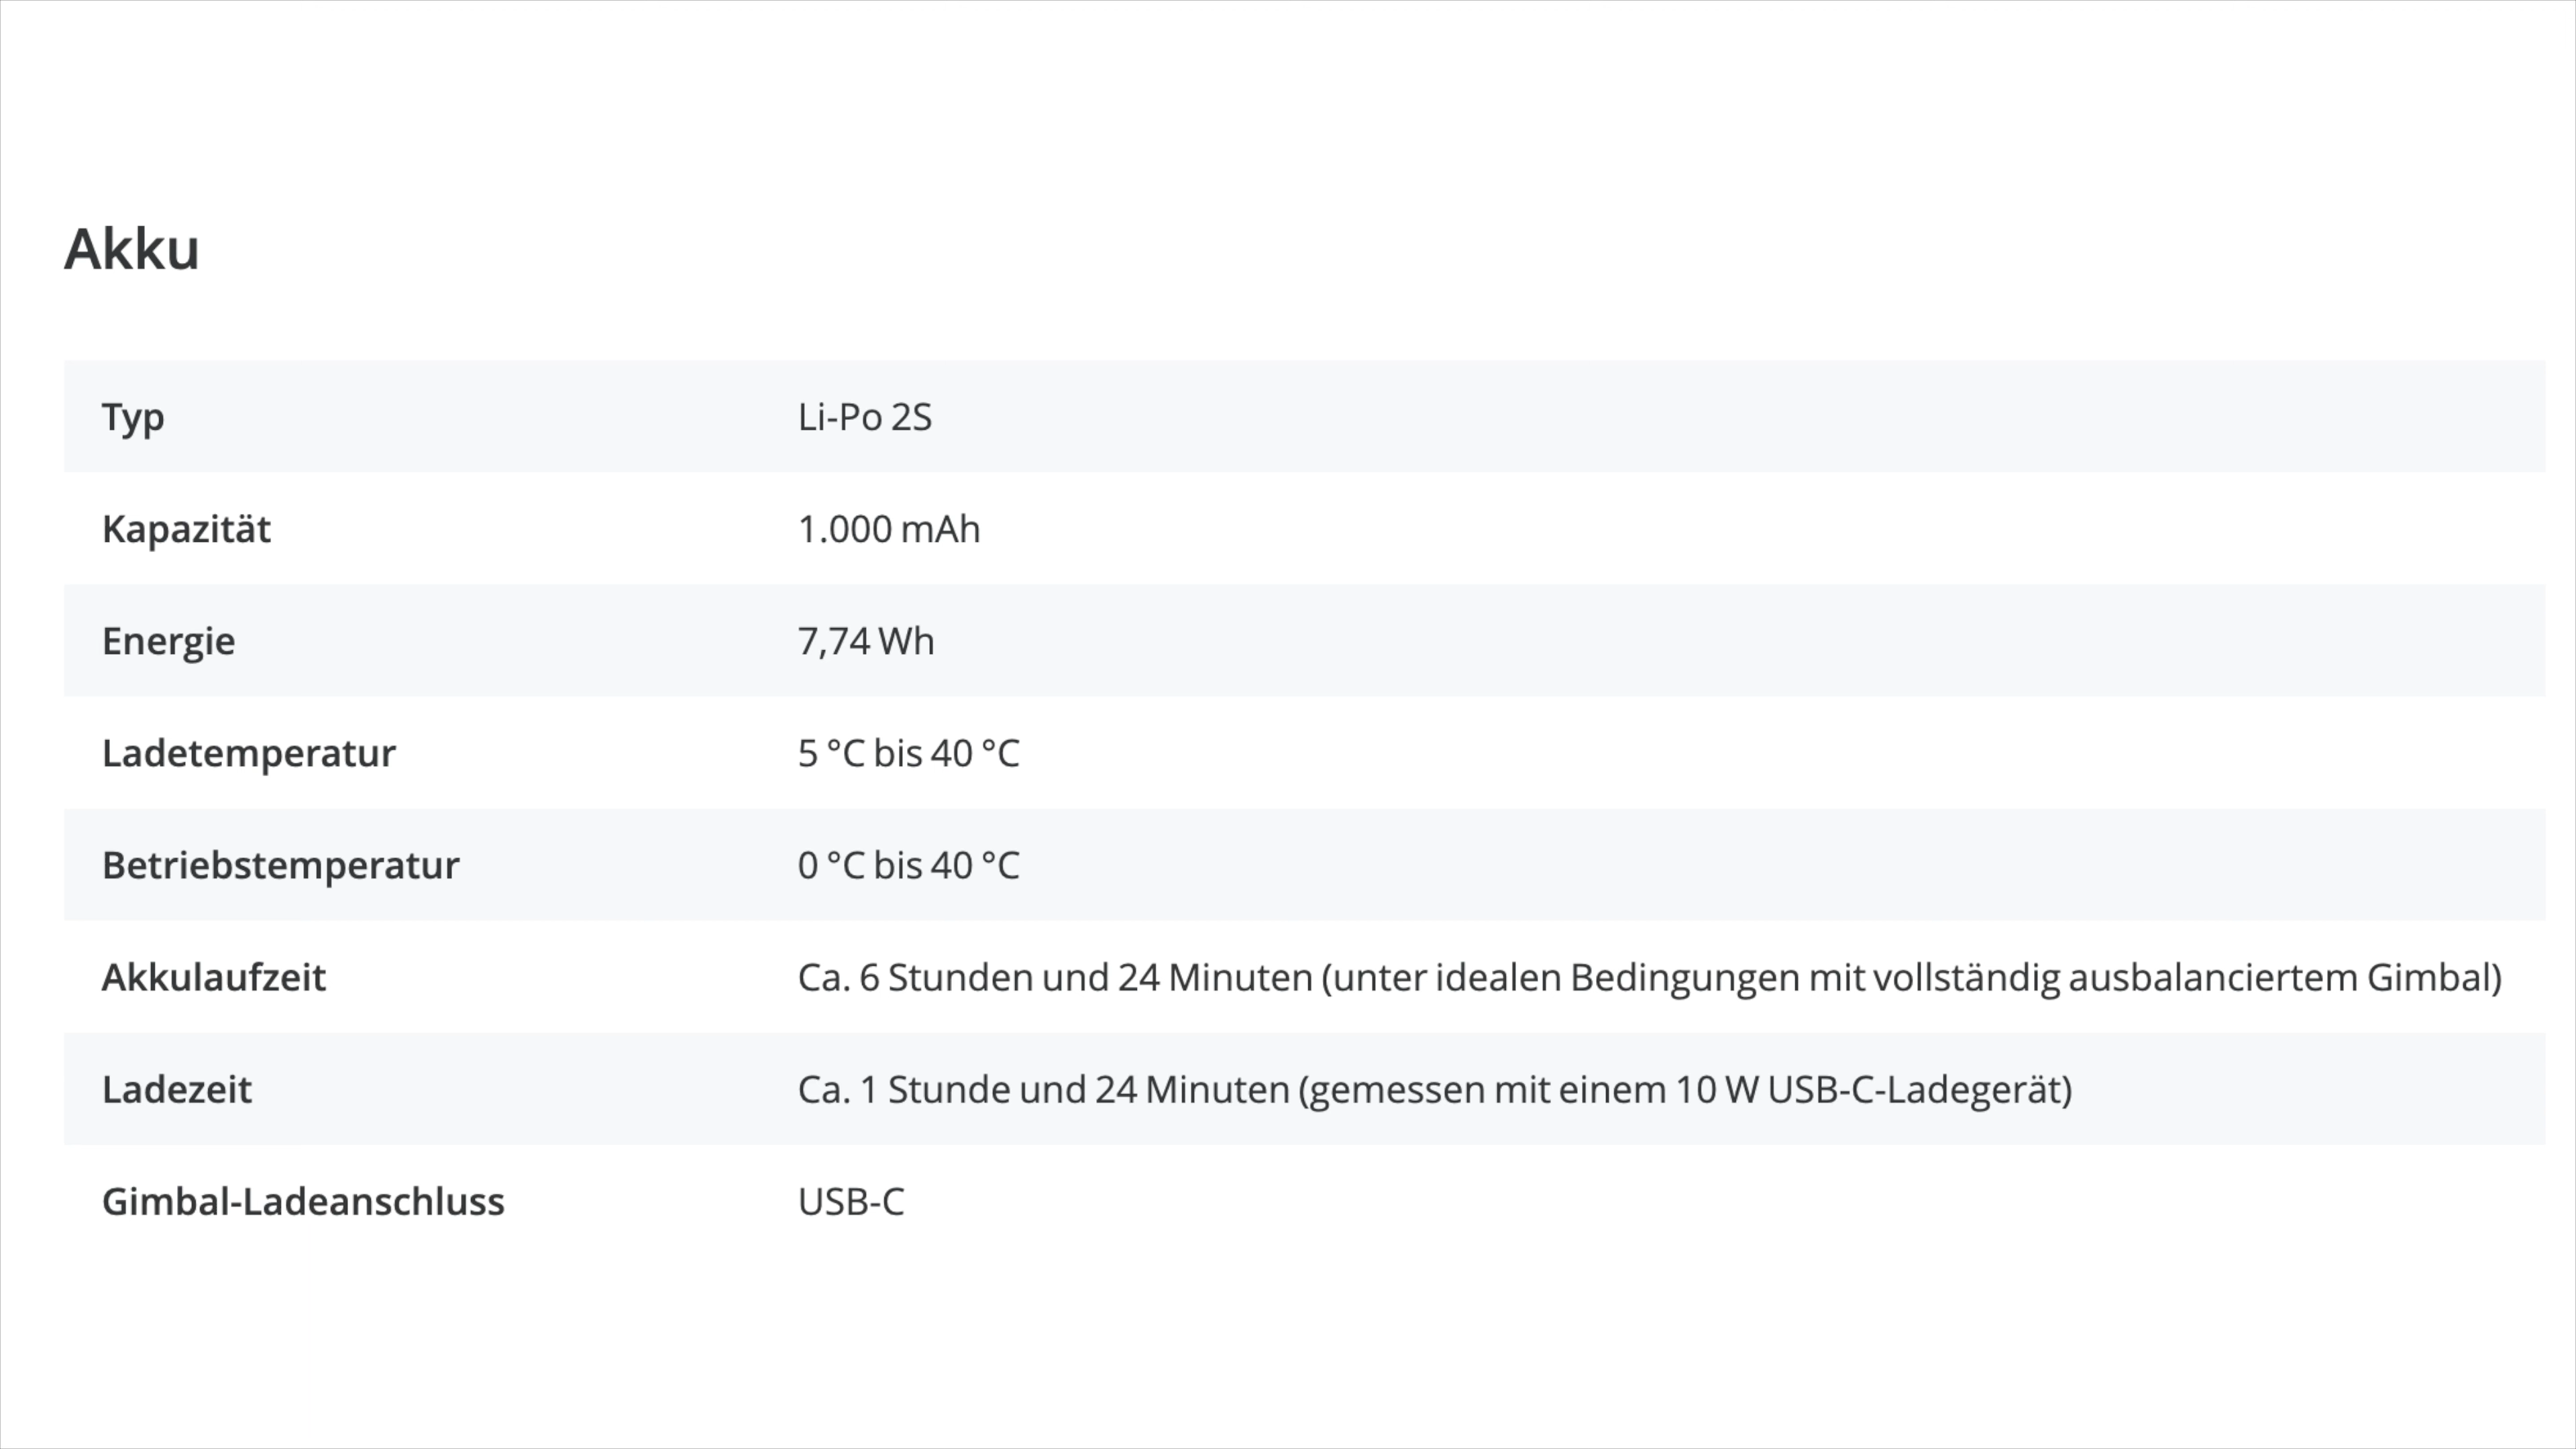 Akku
Typ Li-Po 2S
Kapazität 1.000 mAh
Energie 7,74 Wh
Ladetemperatur 5 °C bis 40 °C
Betriebstemperatur 0 °C bis 40 °C
Akkulaufzeit Ca. 6 Stunden und 24 Minuten (unter idealen Bedingungen mit vollständig ausbalanciertem Gimbal)
Ladezeit Ca. 1 Stunde und 24 Minuten (gemessen mit einem 10 W USB-C-Ladegerät)
Gimbal-Ladeanschluss USB-C